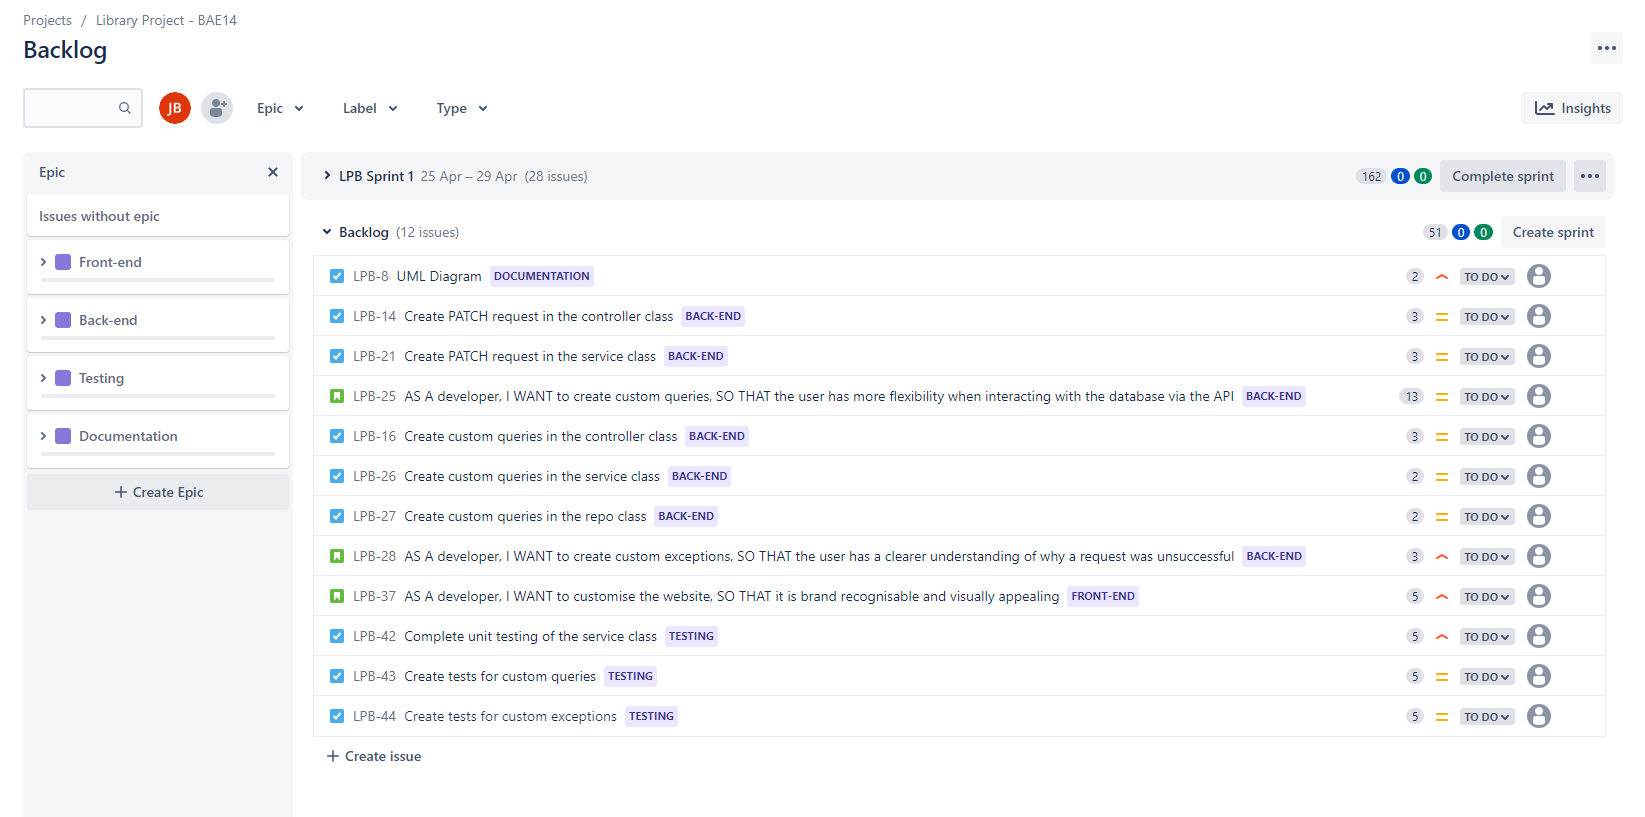 Projects / Library Project - BAE14
Backlog
JB Epic Label Type Insights
Epic
Issues without epic
Front-end
Back-end
Testing
Documentation
Create Epic
LPB Sprint 1 25 Apr – 29 Apr (28 issues) 162 0 0 Complete sprint
Backlog (12 issues) 51 0 0 Create sprint
LPB-8 UML Diagram DOCUMENTATION 2 TO DO
LPB-14 Create PATCH request in the controller class BACK-END 3 TO DO
LPB-21 Create PATCH request in the service class BACK-END 3 TO DO
LPB-25 AS A developer, I WANT to create custom queries, SO THAT the user has more flexibility when interacting with the database via the API BACK-END 13 TO DO
LPB-16 Create custom queries in the controller class BACK-END 3 TO DO
LPB-26 Create custom queries in the service class BACK-END 2 TO DO
LPB-27 Create custom queries in the repo class BACK-END 2 TO DO
LPB-28 AS A developer, I WANT to create custom exceptions, SO THAT the user has a clearer understanding of why a request was unsuccessful BACK-END 3 TO DO
LPB-37 AS A developer, I WANT to customise the website, SO THAT it is brand recognisable and visually appealing FRONT-END 5 TO DO
LPB-42 Complete unit testing of the service class TESTING 5 TO DO
LPB-43 Create tests for custom queries TESTING 5 TO DO
LPB-44 Create tests for custom exceptions TESTING 5 TO DO
Create issue